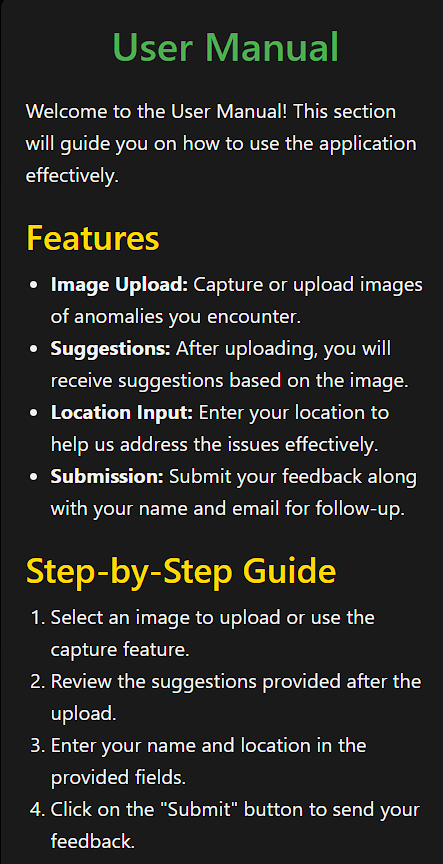 User Manual
Welcome to the User Manual! This section
will guide you on how to use the application
effectively.
Features
• Image Upload: Capture or upload images
of anomalies you encounter.
• Suggestions: After uploading, you will
receive suggestions based on the image.
• Location Input: Enter your location to
help us address the issues effectively.
• Submission: Submit your feedback along
with your name and email for follow-up.
Step-by-Step Guide
1. Select an image to upload or use the
capture feature.
2. Review the suggestions provided after the
upload.
3. Enter your name and location in the
provided fields.
4. Click on the "Submit" button to send your
feedback.